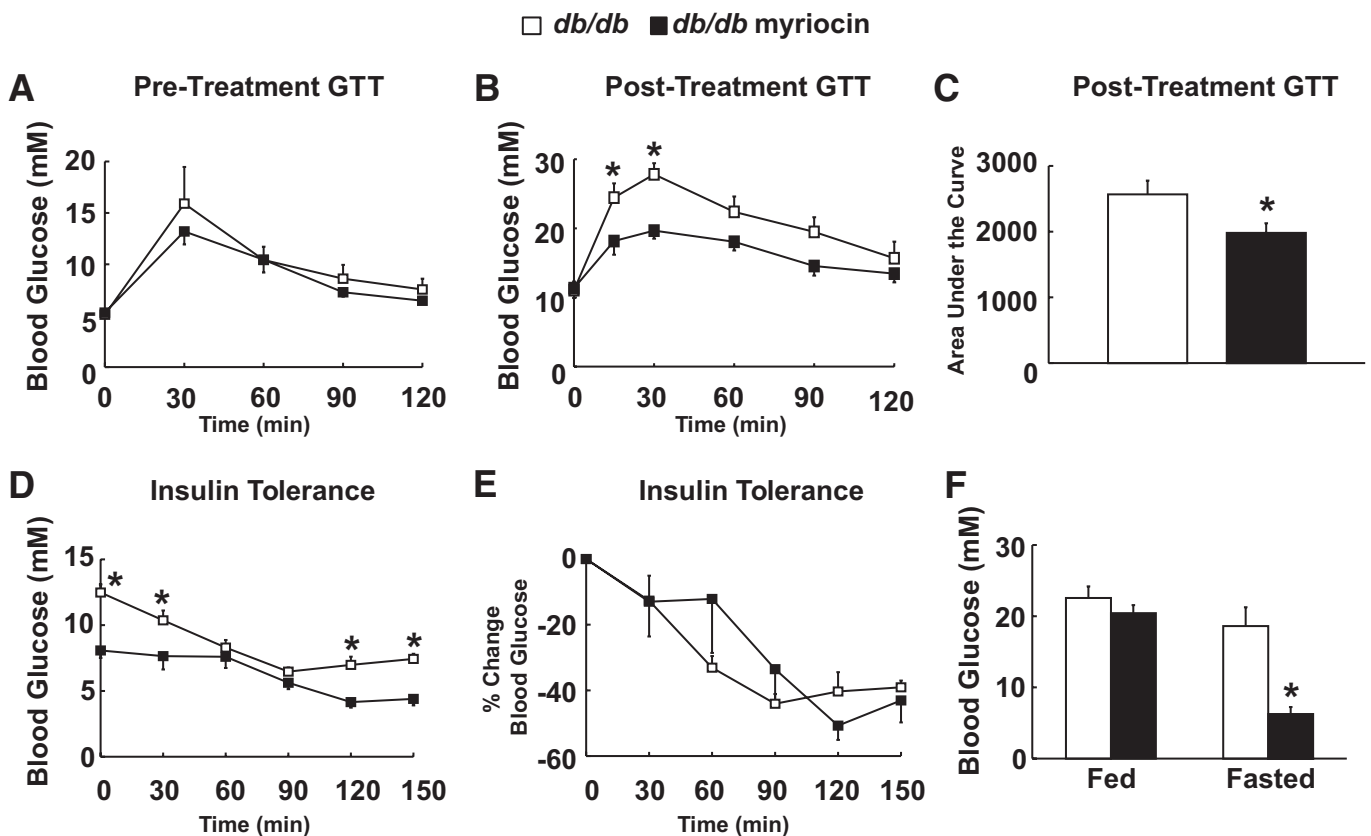 db/db db/db myriocin
A Pre-Treatment GTT
Blood Glucose (mM)
20
15
10
5
0
0 30 60 90 120
Time (min)
B Post-Treatment GTT
Blood Glucose (mM)
30
20
10
0
* *
0 30 60 90 120
Time (min)
C Post-Treatment GTT
Area Under the Curve
3000
2000
1000
0
*
D Insulin Tolerance
Blood Glucose (mM)
15
10
5
0
* * * *
0 30 60 90 120 150
Time (min)
E Insulin Tolerance
% Change
Blood Glucose
0
-20
-40
-60
0 30 60 90 120 150
Time (min)
F
Blood Glucose (mM)
30
20
10
0
*
Fed Fasted